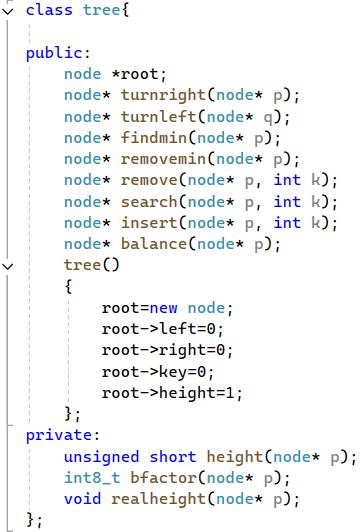 class tree{
public:
node *root;
node* turnright(node* p);
node* turnleft(node* q);
node* findmin(node* p);
node* removemin(node* p);
node* remove(node* p, int k);
node* search(node* p, int k);
node* insert(node* p, int k);
node* balance(node* p);
tree()
{
root=new node;
root->left=0;
root->right=0;
root->key=0;
root->height=1;
};
private:
unsigned short height(node* p);
int8_t bfactor(node* p);
void realheight(node* p);
};